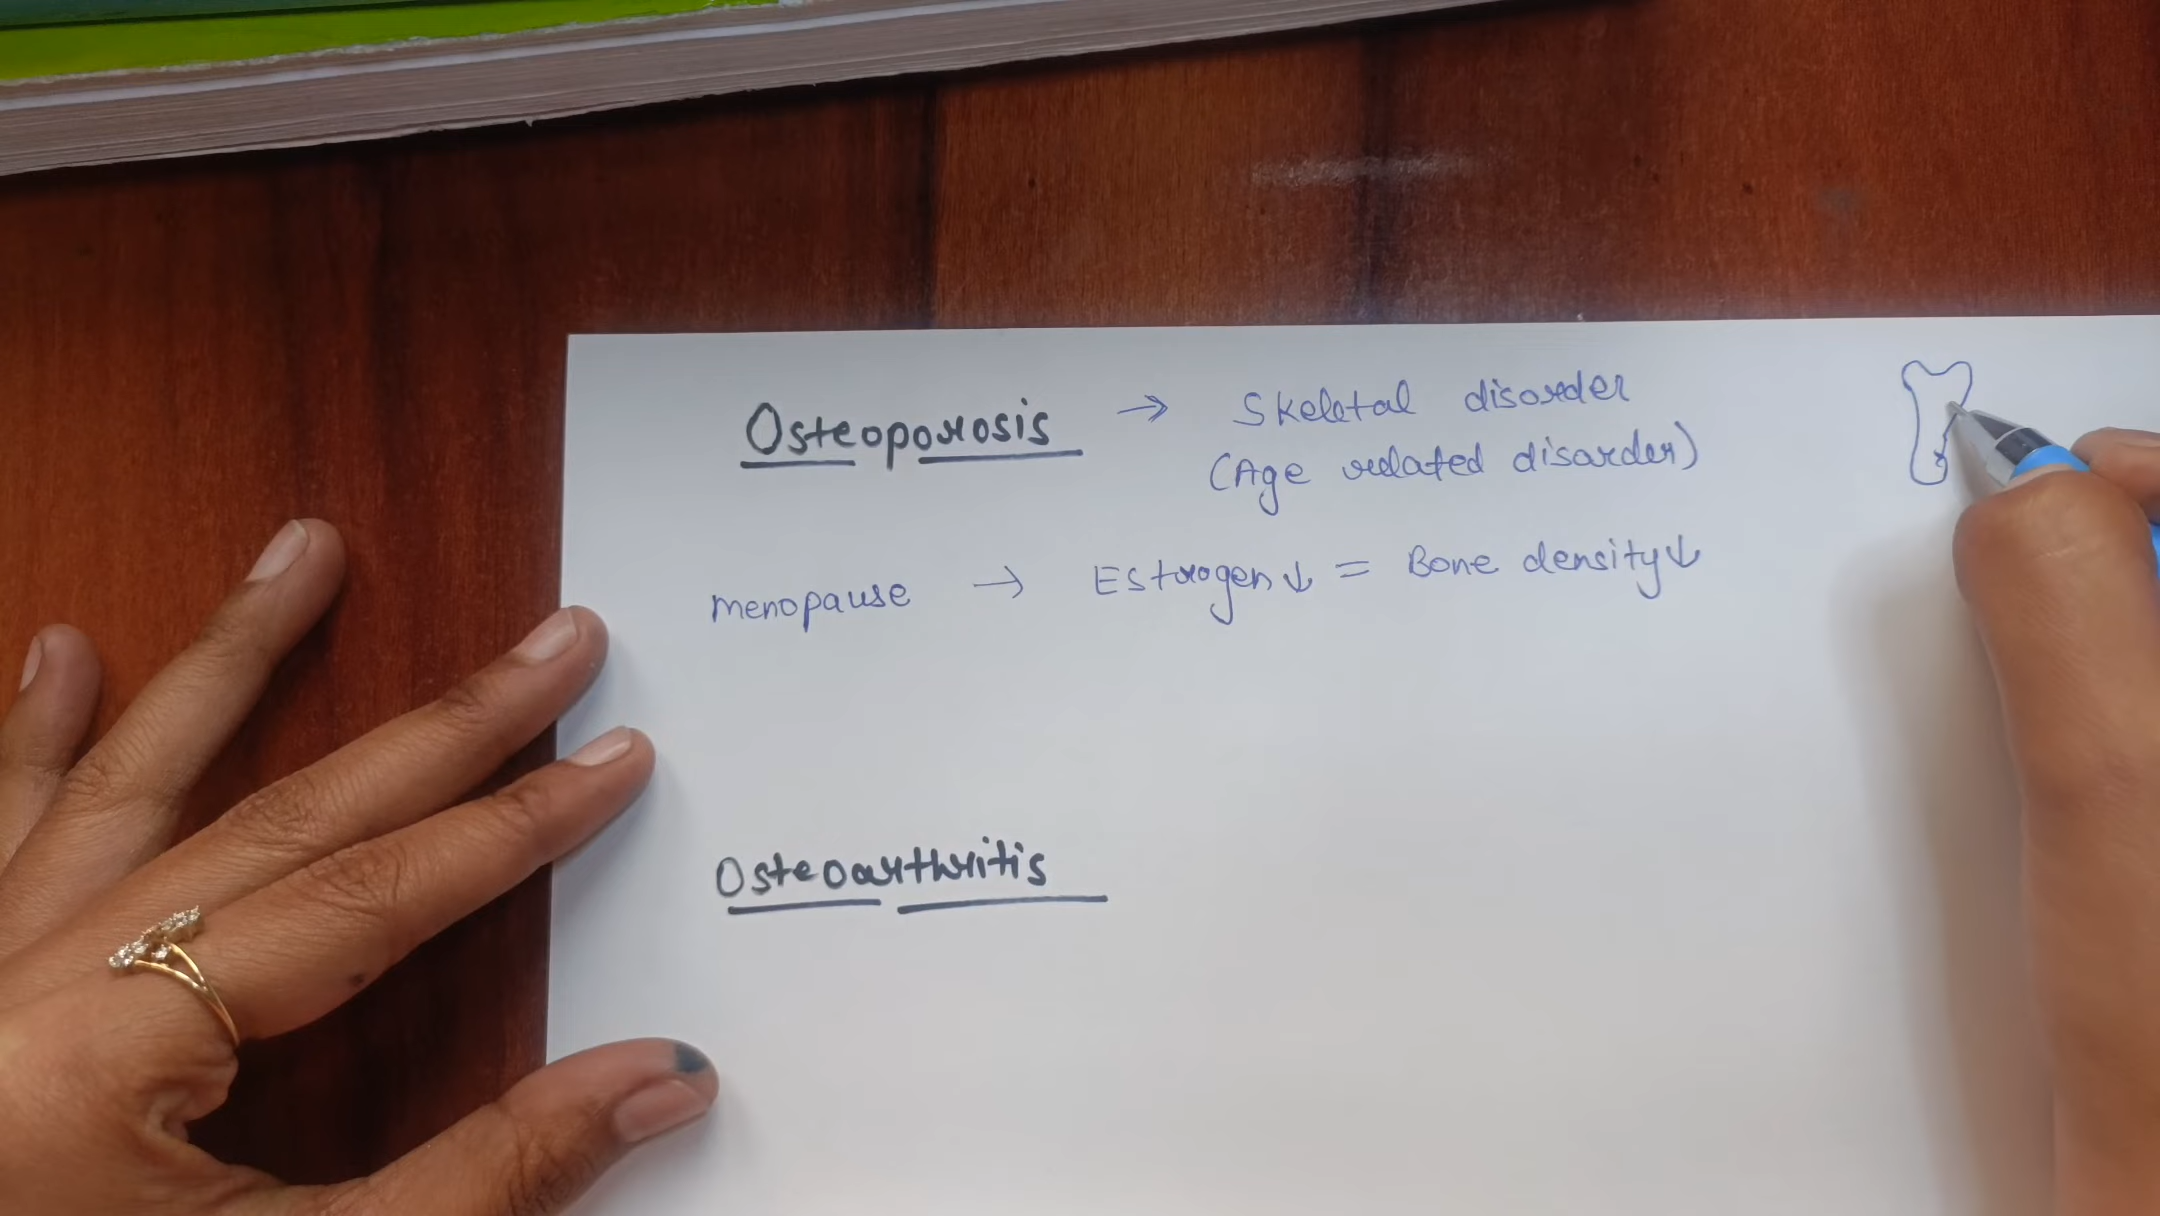 Osteoporosis → Skeletal disorder
(Age related disorder)
menopause → Estrogen↓ = Bone density↓
Osteoarthritis